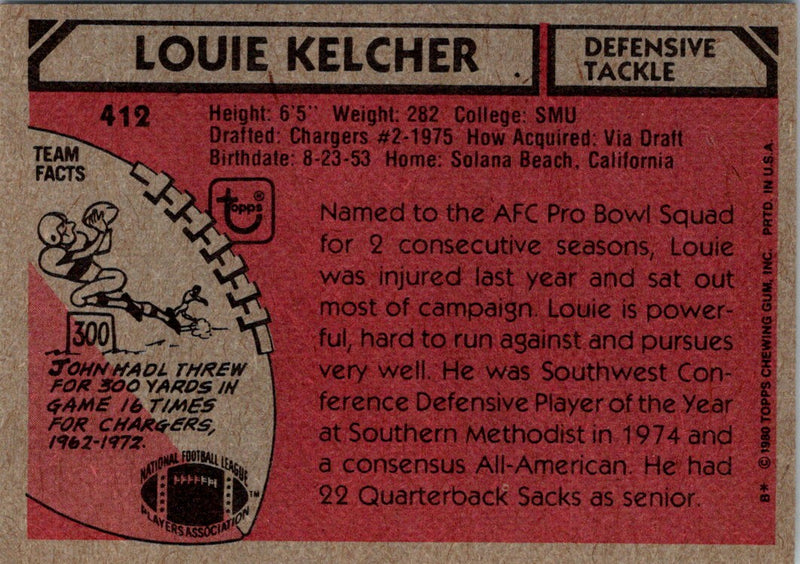 LOUIE KELCHER
DEFENSIVE
TACKLE
412
Height: 6'5" Weight: 282 College: SMU
Drafted: Chargers #2-1975 How Acquired: Via Draft
Birthdate: 8-23-53 Home: Solana Beach, California
TEAM
FACTS
topps®
Named to the AFC Pro Bowl Squad
for 2 consecutive seasons, Louie
was injured last year and sat out
most of campaign. Louie is power-
ful, hard to run against and pursues
very well. He was Southwest Con-
ference Defensive Player of the Year
at Southern Methodist in 1974 and
a consensus All-American. He had
22 Quarterback Sacks as senior.
300
JOHN HADL THREW
FOR 300 YARDS IN
GAME 16 TIMES
FOR CHARGERS,
1962-1972.
NATIONAL FOOTBALL LEAGUE
PLAYERS ASSOCIATION™
B* © 1980 TOPPS CHEWING GUM, INC. PRTD. IN U.S.A.